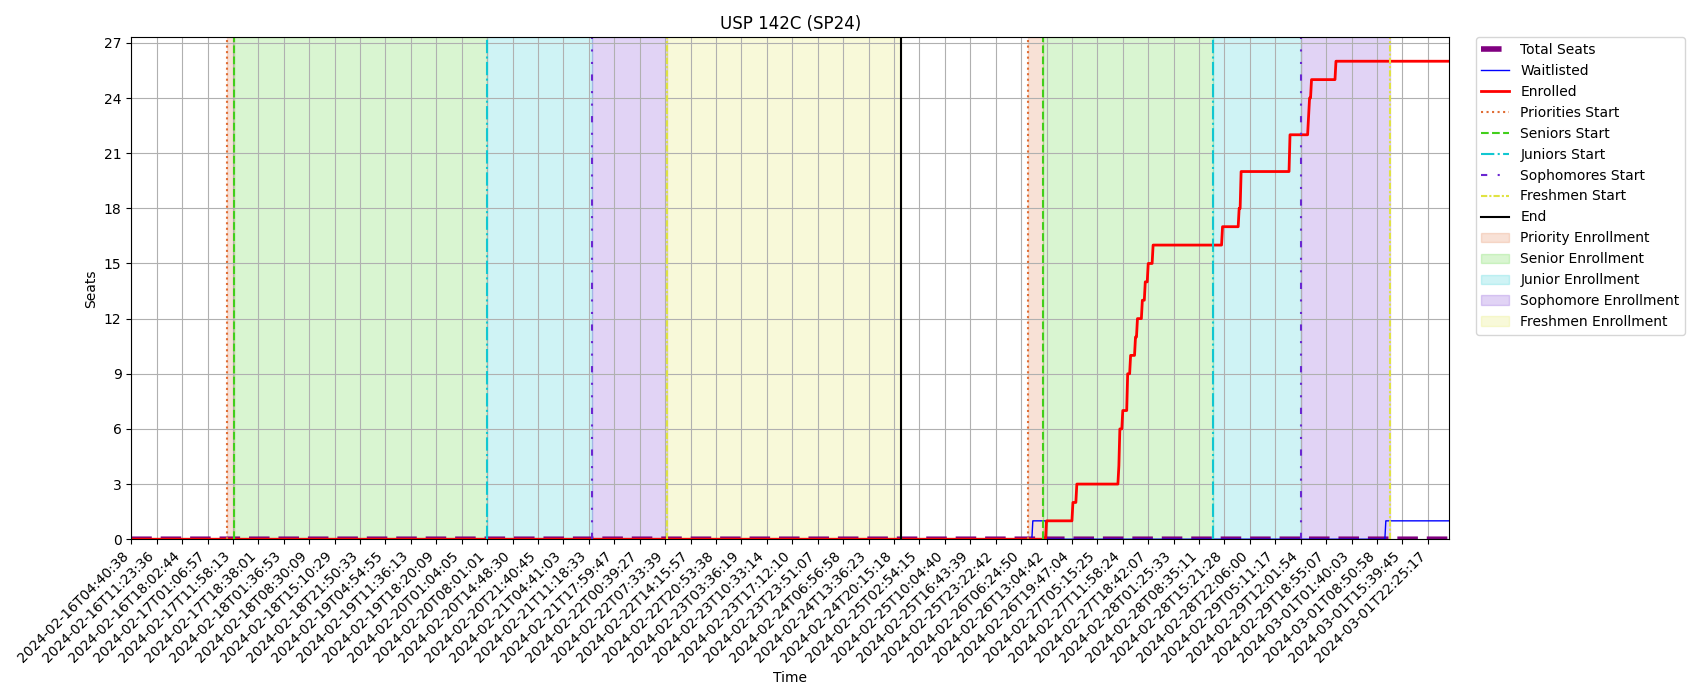 USP 142C (SP24)
27
24
21
18
15
12
9
6
3
0
Seats
2024-02-16T04:40:38
2024-02-16T11:23:36
2024-02-16T18:02:44
2024-02-17T01:06:57
2024-02-17T11:58:13
2024-02-17T18:38:01
2024-02-18T01:36:53
2024-02-18T08:30:09
2024-02-18T15:10:29
2024-02-18T21:50:33
2024-02-19T04:54:55
2024-02-19T11:36:13
2024-02-19T18:20:09
2024-02-20T01:04:05
2024-02-20T08:01:01
2024-02-20T14:48:30
2024-02-20T21:40:45
2024-02-21T04:41:03
2024-02-21T11:18:33
2024-02-21T17:59:47
2024-02-22T00:39:27
2024-02-22T07:33:39
2024-02-22T14:15:57
2024-02-22T20:53:38
2024-02-23T03:36:19
2024-02-23T10:33:14
2024-02-23T17:12:10
2024-02-23T23:51:07
2024-02-24T06:56:58
2024-02-24T13:36:23
2024-02-24T20:15:18
2024-02-25T02:54:15
2024-02-25T10:04:40
2024-02-25T16:43:39
2024-02-25T23:22:42
2024-02-26T06:24:50
2024-02-26T13:04:42
2024-02-26T19:47:04
2024-02-27T05:15:25
2024-02-27T11:58:24
2024-02-27T18:42:07
2024-02-28T01:25:33
2024-02-28T08:35:11
2024-02-28T15:21:28
2024-02-28T22:06:00
2024-02-29T05:11:17
2024-02-29T12:01:54
2024-02-29T18:55:07
2024-03-01T01:40:03
2024-03-01T08:50:58
2024-03-01T15:39:45
2024-03-01T22:25:17
Time
Total Seats
Waitlisted
Enrolled
Priorities Start
Seniors Start
Juniors Start
Sophomores Start
Freshmen Start
End
Priority Enrollment
Senior Enrollment
Junior Enrollment
Sophomore Enrollment
Freshmen Enrollment